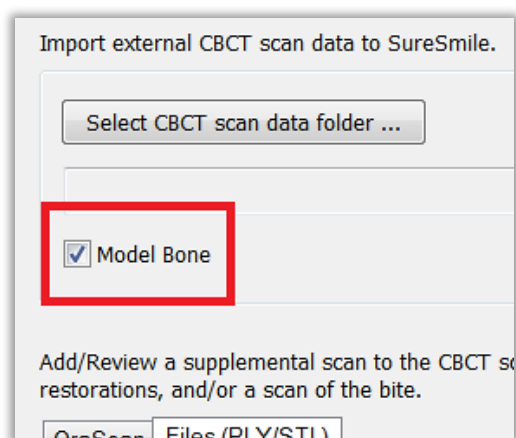 Import external CBCT scan data to SureSmile.
Select CBCT scan data folder ...
Model Bone
Add/Review a supplemental scan to the CBCT
restorations, and/or a scan of the bite.
OraScan Files (PLY/STL)